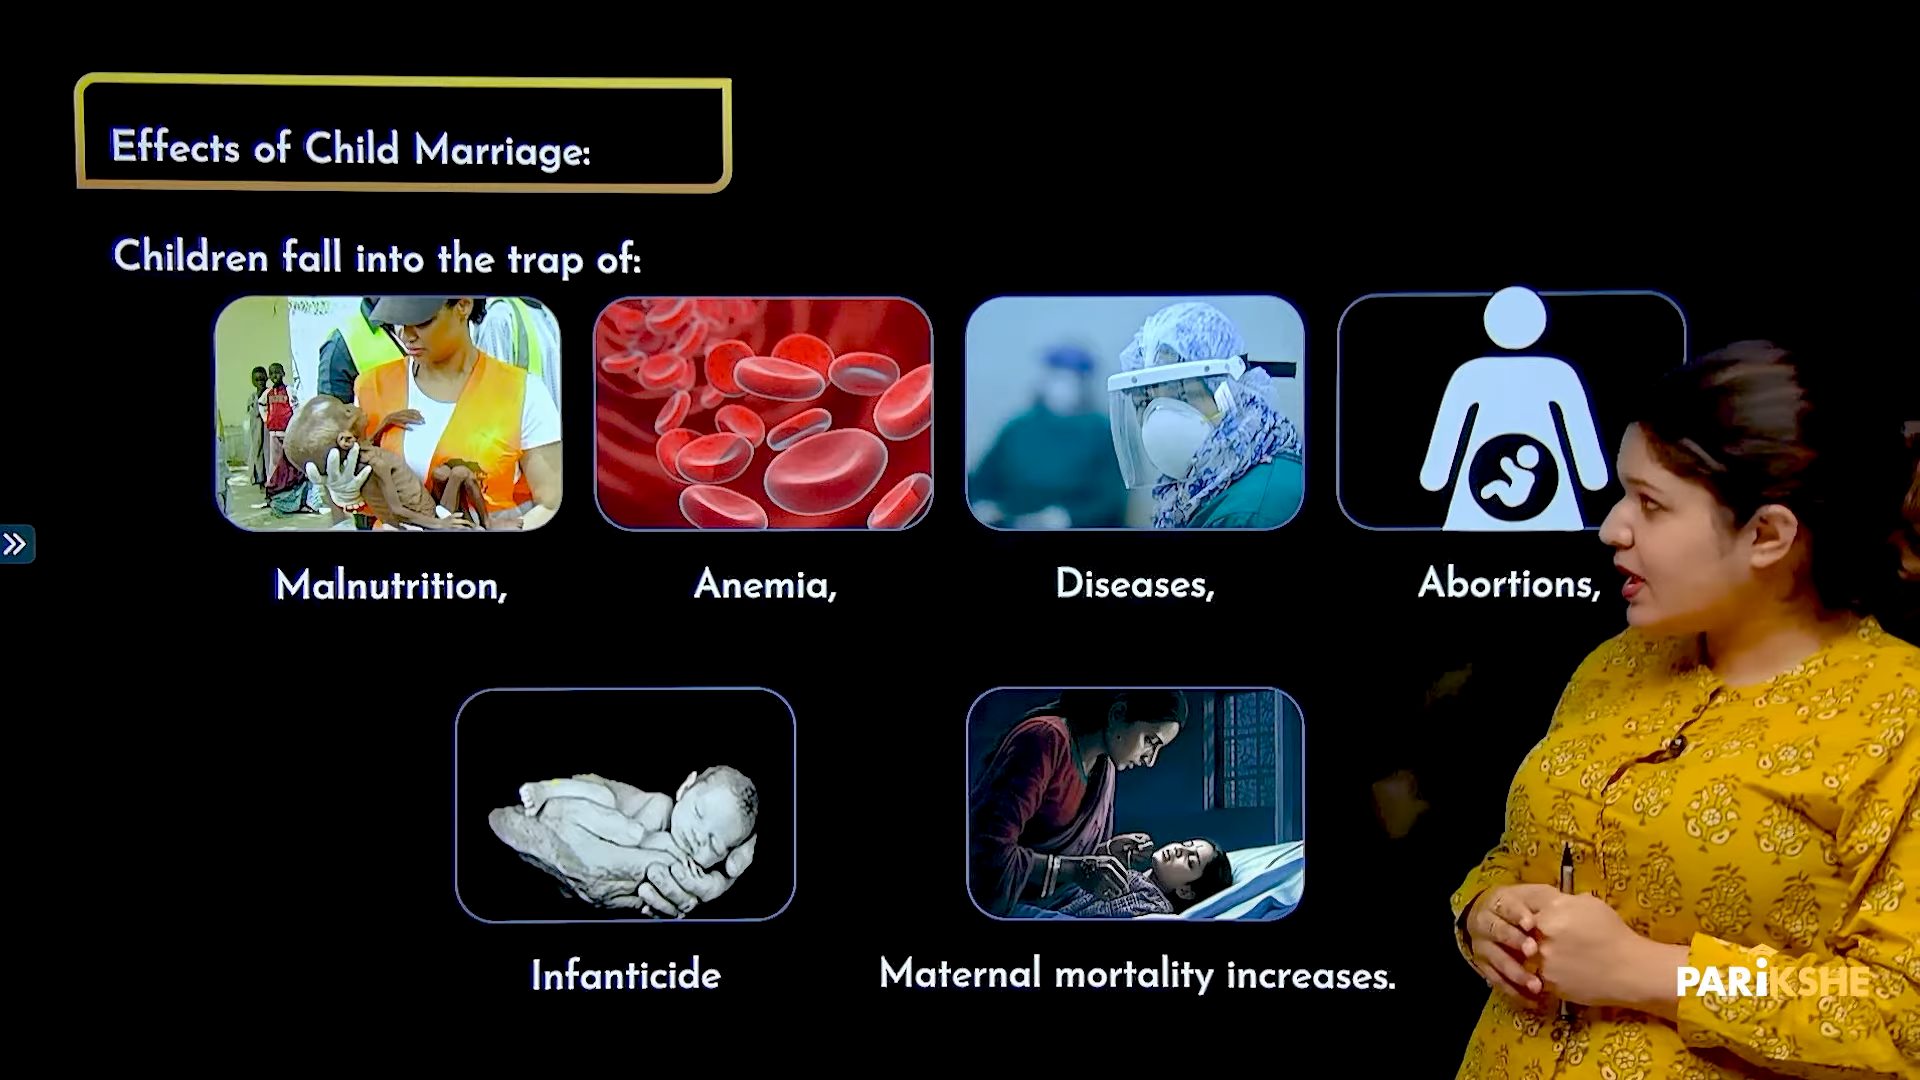 Effects of Child Marriage:
Children fall into the trap of:
Malnutrition,
Anemia,
Diseases,
Abortions,
Infanticide
Maternal mortality increases.
PARiKSHE